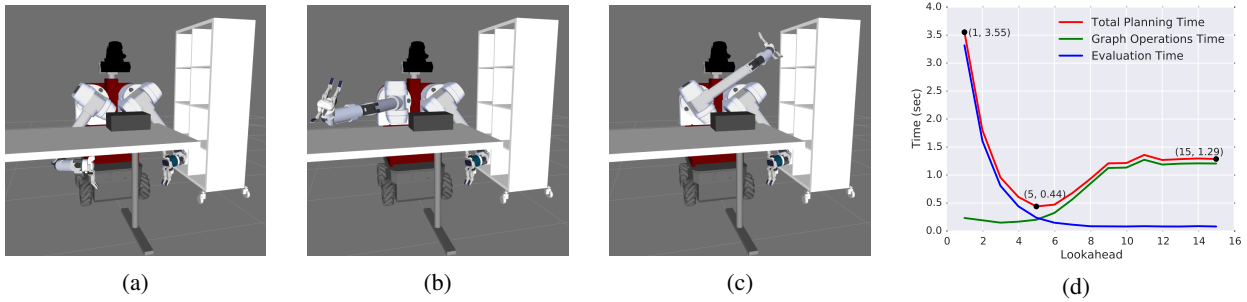 4.0
3.5
3.0
2.5
2.0
1.5
1.0
0.5
0.0
Time (sec)
Total Planning Time
Graph Operations Time
Evaluation Time
(1, 3.55)
(5, 0.44)
(15, 1.29)
0 2 4 6 8 10 12 14 16
Lookahead
(a) (b) (c) (d)